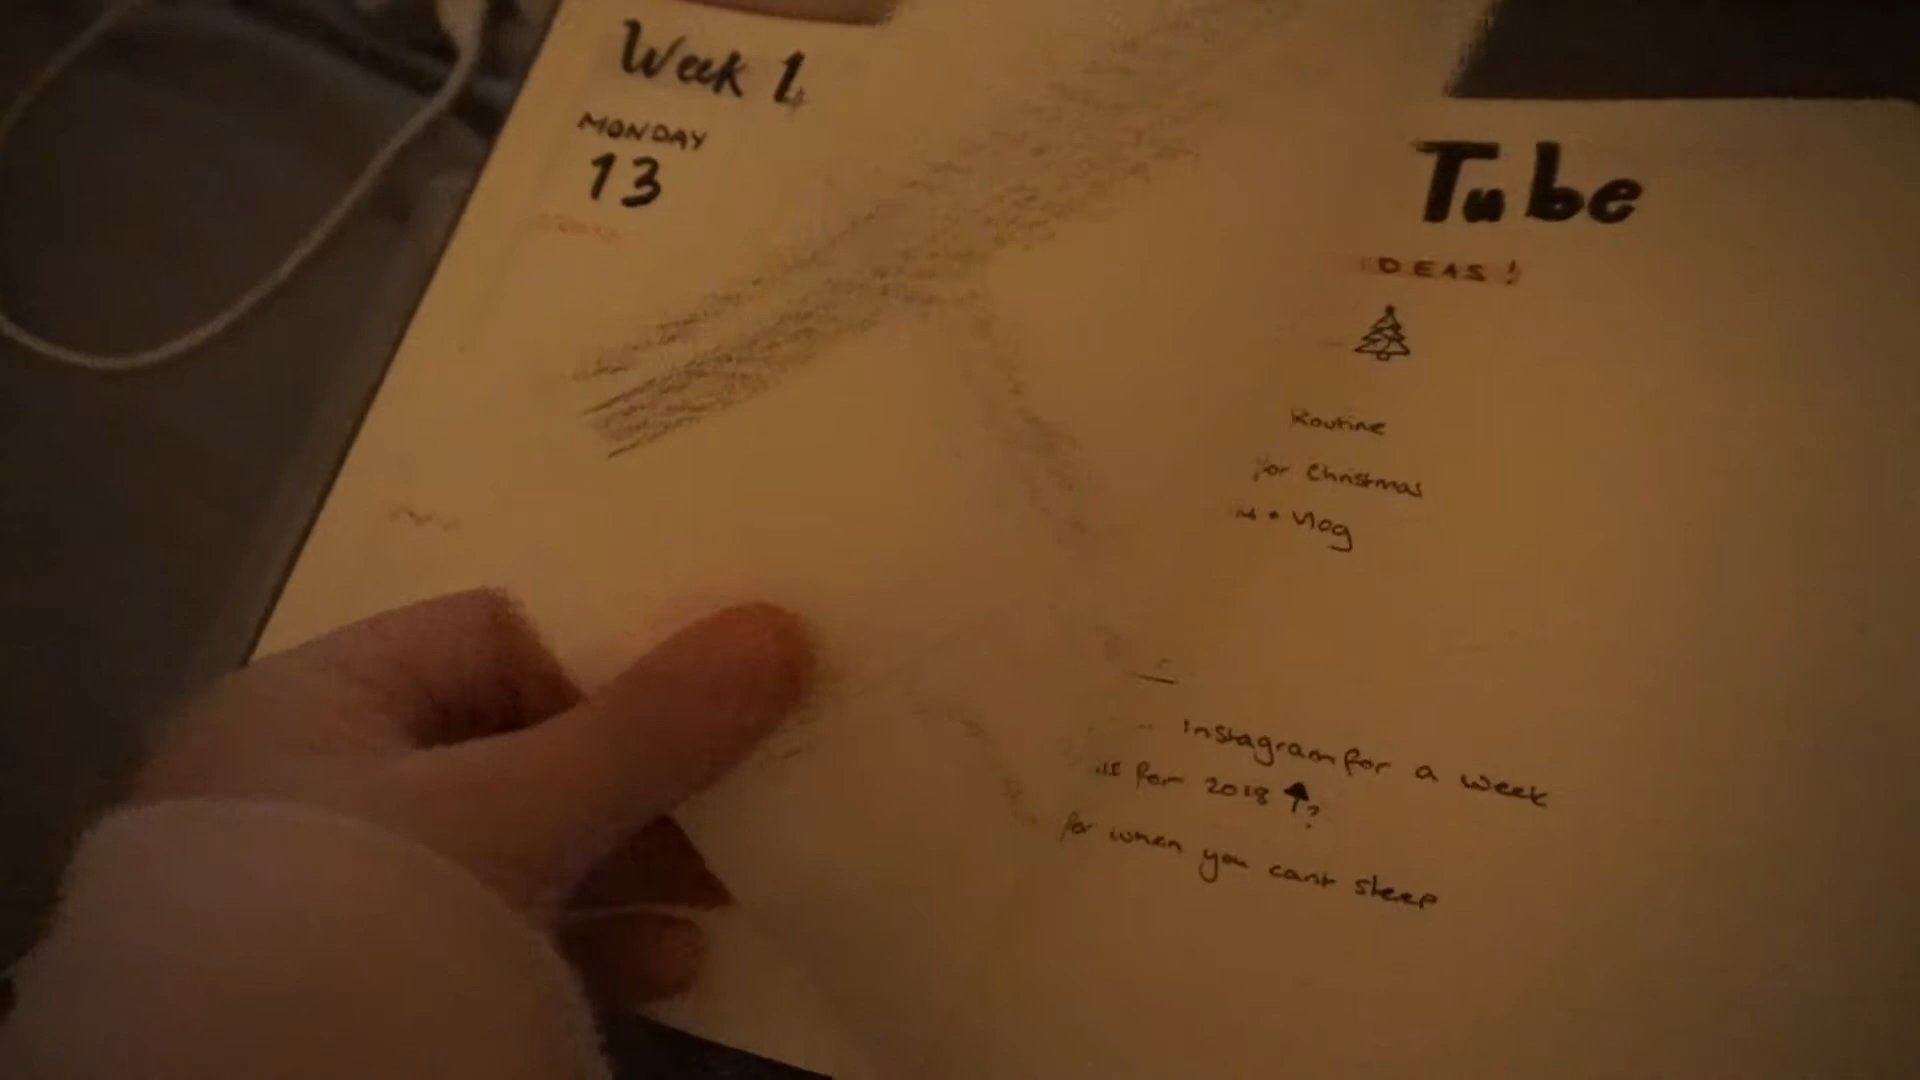 Week 1
MONDAY
13
Tube
IDEAS!
Routine
for Christmas
+ Vlog
Instagram for a week
for 2018 ?
for when you cant sleep